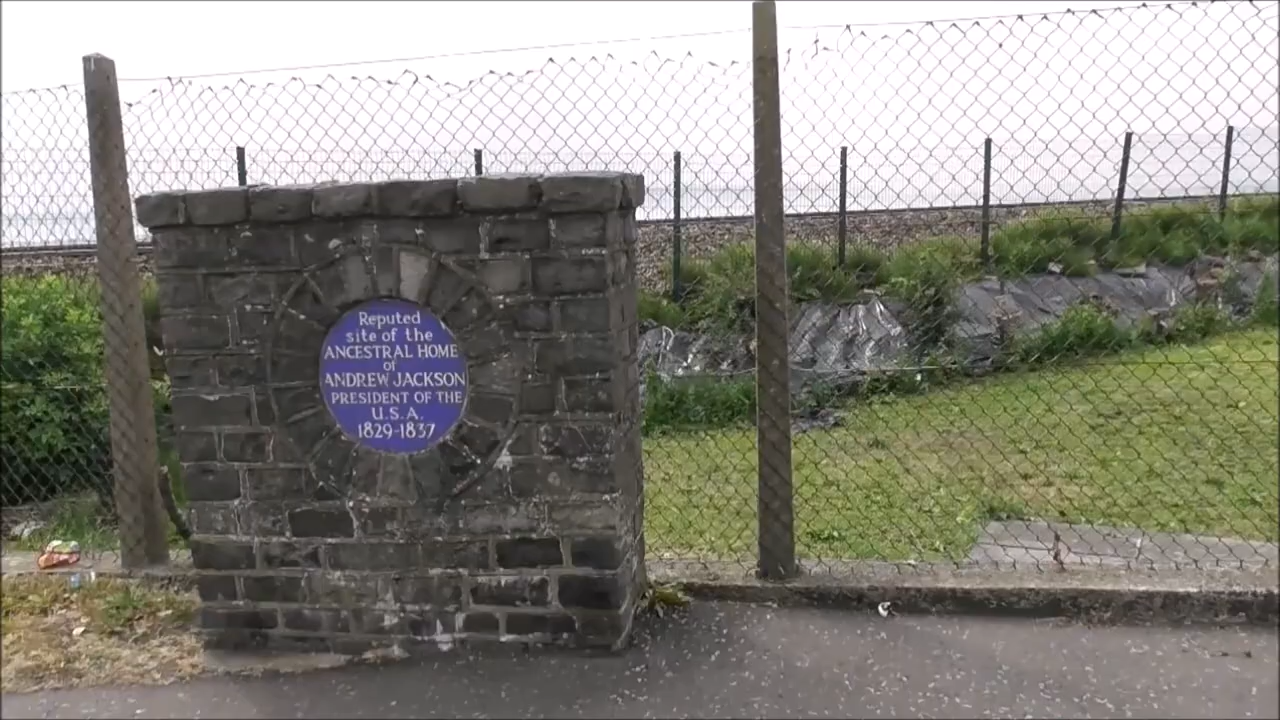 Reputed
site of the
ANCESTRAL HOME
of
ANDREW JACKSON
PRESIDENT OF THE
U.S.A.
1829-1837